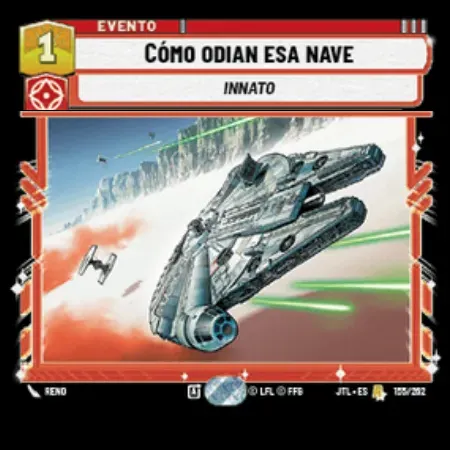 EVENTO
1
CÓMO ODIAN ESA NAVE
INNATO
RENO
A
© LFL © FFG
JTL • ES
155/262